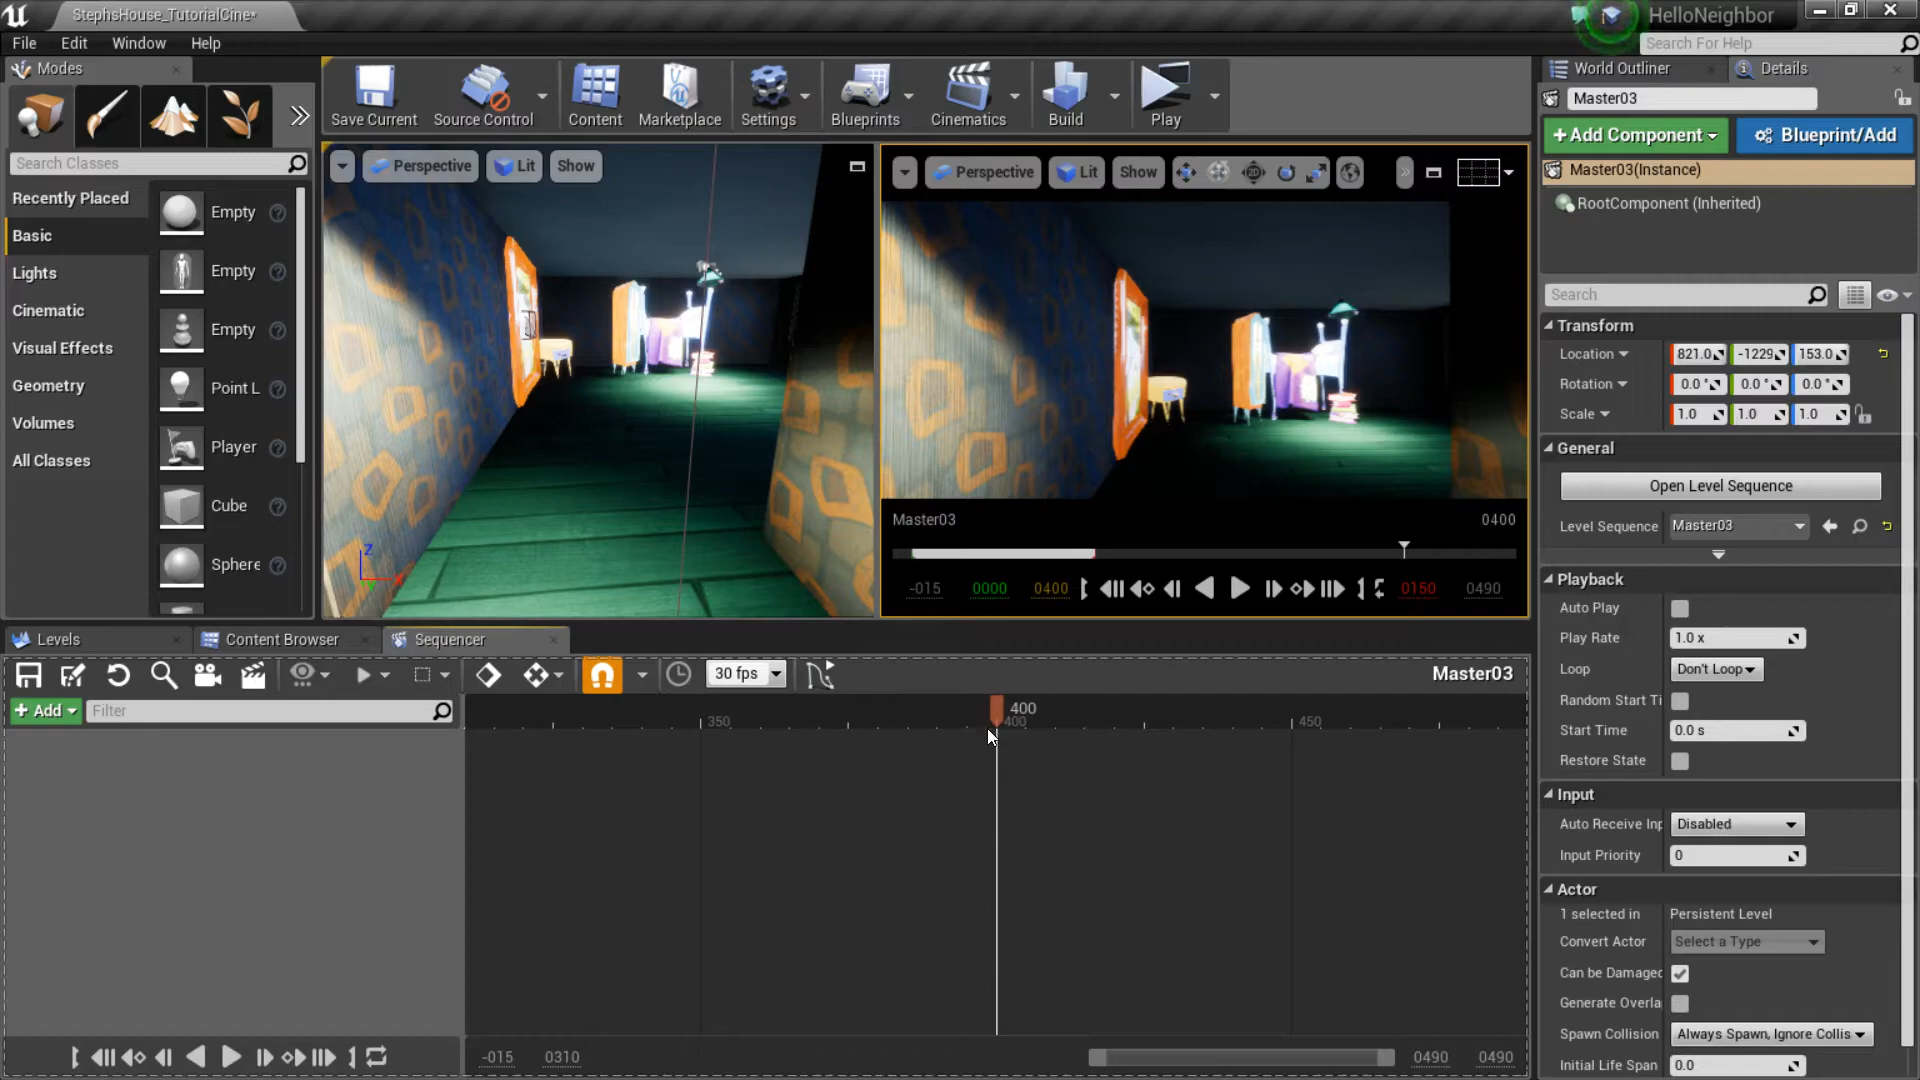 StephsHouse_TutorialCine*
HelloNeighbor
File Edit Window Help
Search For Help
Modes
World Outliner
Details
Save Current
Source Control
Content
Marketplace
Settings
Blueprints
Cinematics
Build
Play
Master03
+Add Component
Blueprint/Add
Search Classes
Perspective
Lit
Show
Perspective
Lit
Show
Master03(Instance)
RootComponent (Inherited)
Recently Placed
Basic
Lights
Cinematic
Visual Effects
Geometry
Volumes
All Classes
Empty
Empty
Empty
Point L
Player
Cube
Sphere
Z
Search
Transform
Location 821.0 -1229 153.0
Rotation 0.0 ° 0.0 ° 0.0 °
Scale 1.0 1.0 1.0
General
Open Level Sequence
Level Sequence Master03
Master03
0400
-015 0000 0400 0150 0490
Playback
Auto Play
Play Rate 1.0 x
Loop Don't Loop
Random Start Ti
Start Time 0.0 s
Restore State
Levels
Content Browser
Sequencer
30 fps
Master03
+ Add
Filter
350 400 400 450
Input
Auto Receive Inp Disabled
Input Priority 0
Actor
1 selected in Persistent Level
Convert Actor Select a Type
Can be Damaged
Generate Overla
Spawn Collision Always Spawn, Ignore Collis
Initial Life Span 0.0
-015 0310 0490 0490